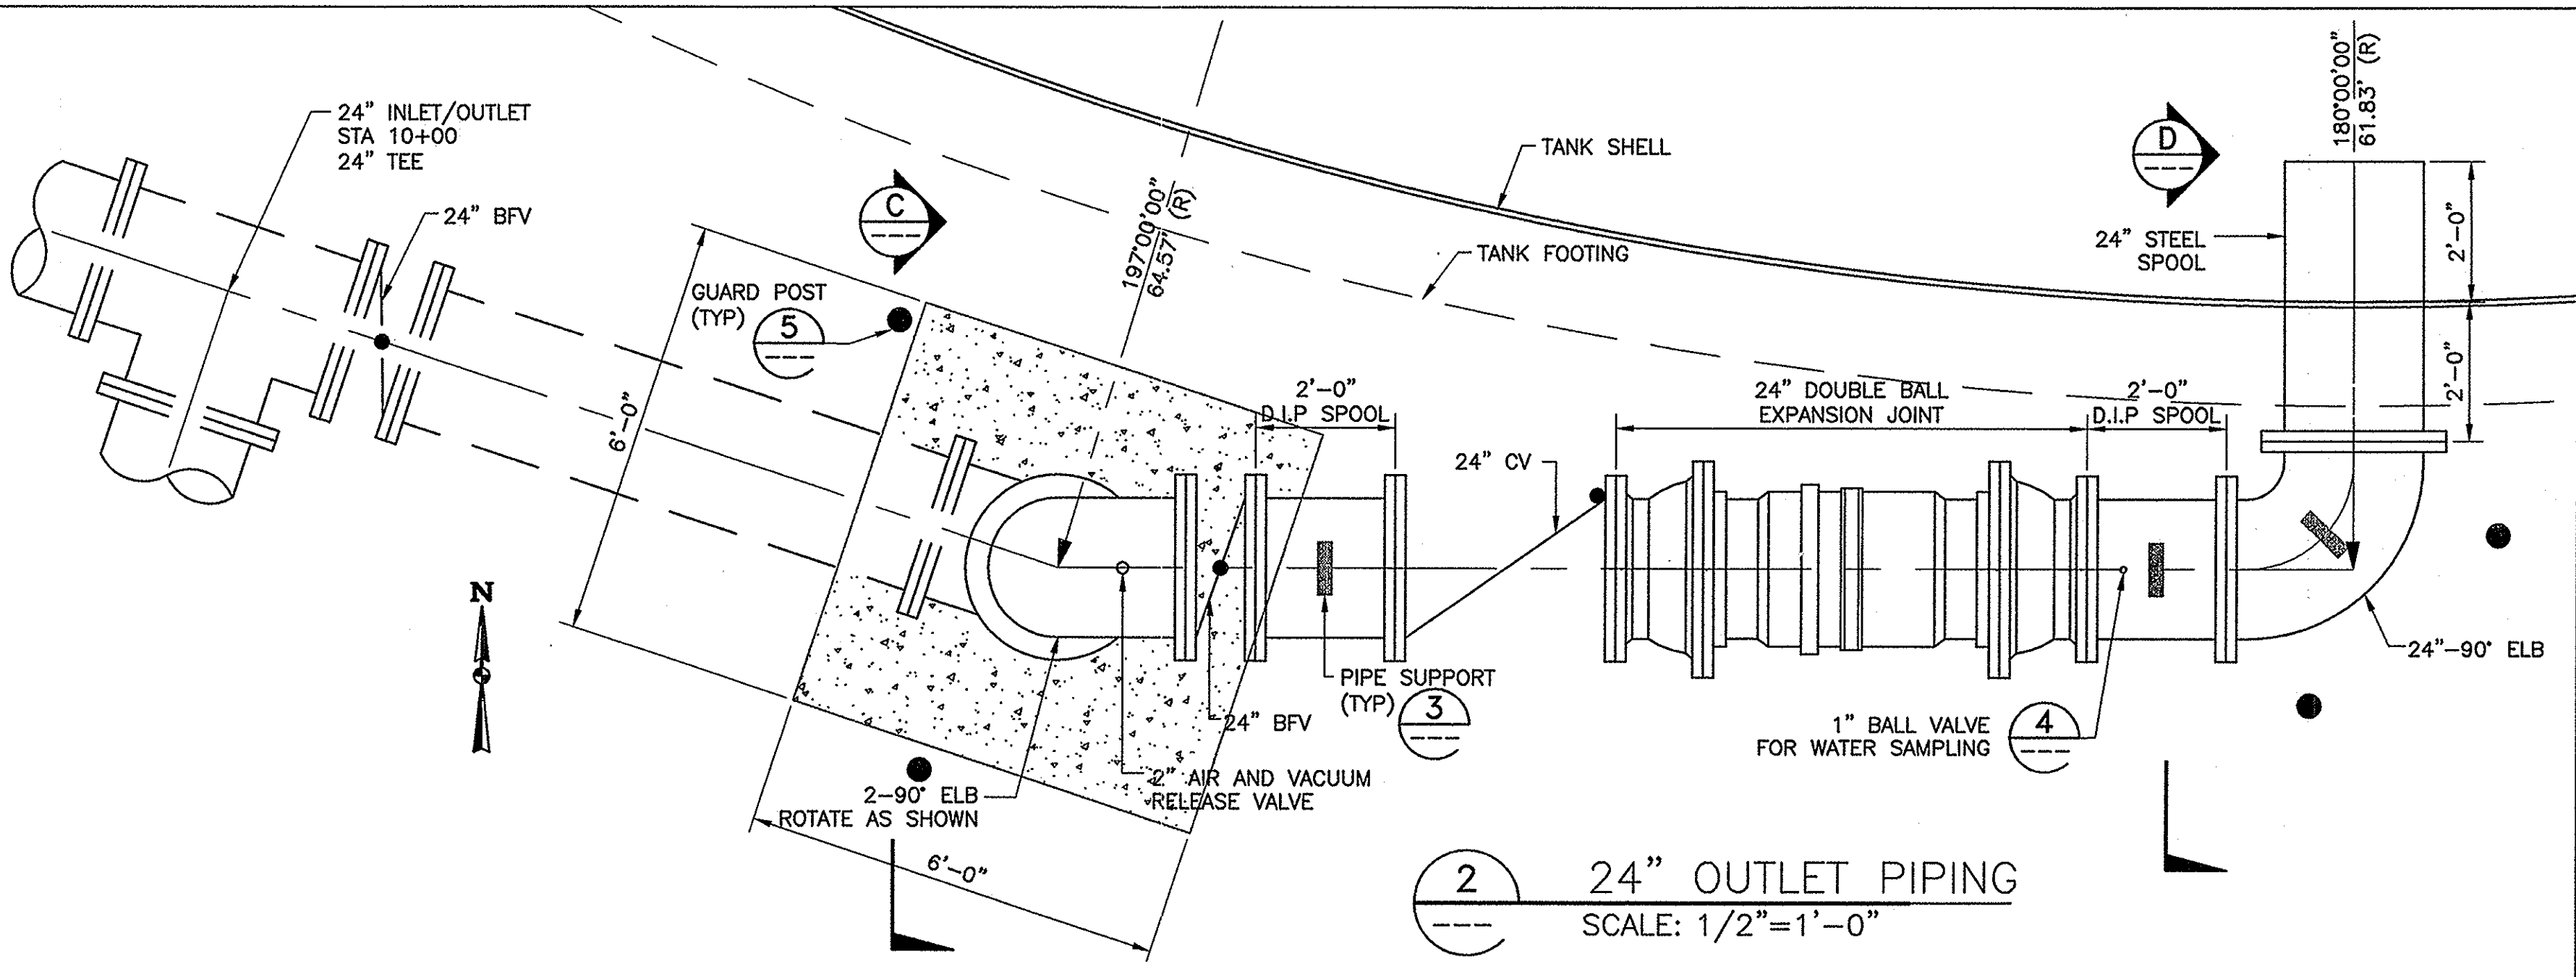 24" INLET/OUTLET
STA 10+00
24" TEE
24" BFV
C
---
197°00'00"
64.57' (R)
TANK SHELL
TANK FOOTING
D
---
180°00'00"
61.83' (R)
24" STEEL
SPOOL
2'-0"
2'-0"
GUARD POST
(TYP)
5
---
6'-0"
2'-0"
D.I.P SPOOL
24" DOUBLE BALL
EXPANSION JOINT
2'-0"
D.I.P SPOOL
24" CV
N
PIPE SUPPORT
(TYP)
3
---
24" BFV
24"-90° ELB
1" BALL VALVE
FOR WATER SAMPLING
4
---
2" AIR AND VACUUM
RELEASE VALVE
2-90° ELB
ROTATE AS SHOWN
6'-0"
2
---
24" OUTLET PIPING
SCALE: 1/2"=1'-0"